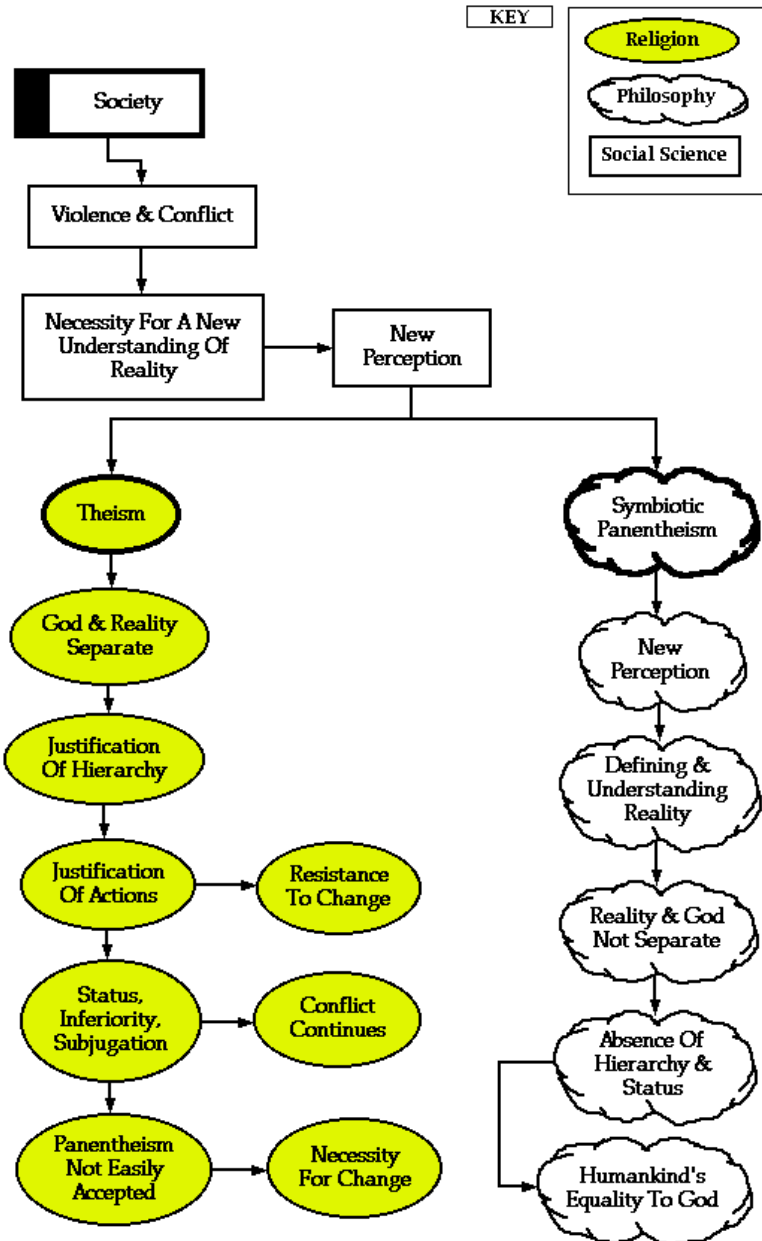 KEY
Religion
Philosophy
Social Science
Society
Violence & Conflict
Necessity For A New
Understanding Of
Reality
New
Perception
Theism
Symbiotic
Panentheism
God & Reality
Separate
New
Perception
Justification
Of Hierarchy
Defining &
Understanding
Reality
Justification
Of Actions
Resistance
To Change
Reality & God
Not Separate
Status,
Inferiority,
Subjugation
Conflict
Continues
Absence Of
Hierarchy &
Status
Panentheism
Not Easily
Accepted
Necessity
For Change
Humankind's
Equality To God